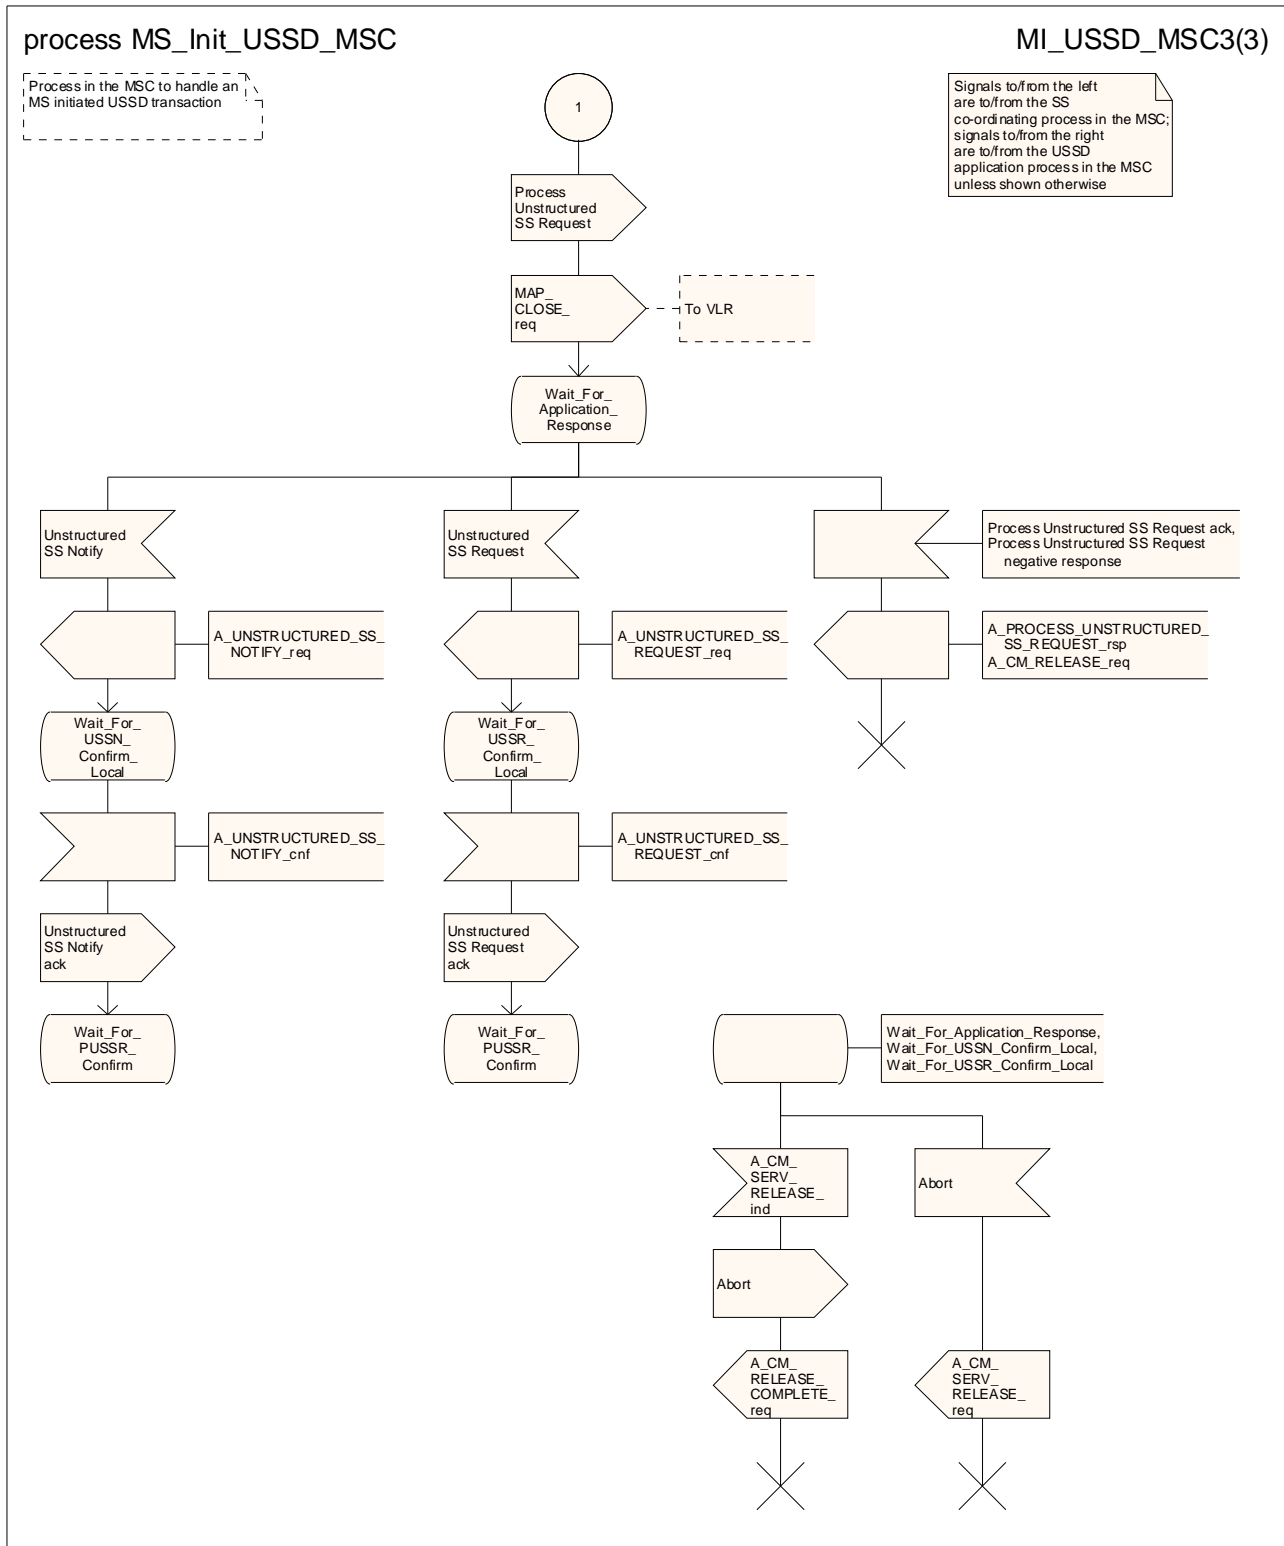 process MS_Init_USSD_MSC
MI_USSD_MSC3(3)
Process in the MSC to handle an
MS initiated USSD transaction
1
Signals to/from the left
are to/from the SS
co-ordinating process in the MSC;
signals to/from the right
are to/from the USSD
application process in the MSC
unless shown otherwise
Process
Unstructured
SS Request
MAP_
CLOSE_
req
To VLR
Wait_For_
Application_
Response
Unstructured
SS Notify
Unstructured
SS Request
Process Unstructured SS Request ack,
Process Unstructured SS Request
negative response
A_UNSTRUCTURED_SS_
NOTIFY_req
A_UNSTRUCTURED_SS_
REQUEST_req
A_PROCESS_UNSTRUCTURED_
SS_REQUEST_rsp
A_CM_RELEASE_req
Wait_For_
USSN_
Confirm_
Local
Wait_For_
USSR_
Confirm_
Local
A_UNSTRUCTURED_SS_
NOTIFY_cnf
A_UNSTRUCTURED_SS_
REQUEST_cnf
Unstructured
SS Notify
ack
Unstructured
SS Request
ack
Wait_For_
PUSSR_
Confirm
Wait_For_
PUSSR_
Confirm
Wait_For_Application_Response,
Wait_For_USSN_Confirm_Local,
Wait_For_USSR_Confirm_Local
A_CM_
SERV_
RELEASE_
ind
Abort
Abort
A_CM_
RELEASE_
COMPLETE_
req
A_CM_
SERV_
RELEASE_
req